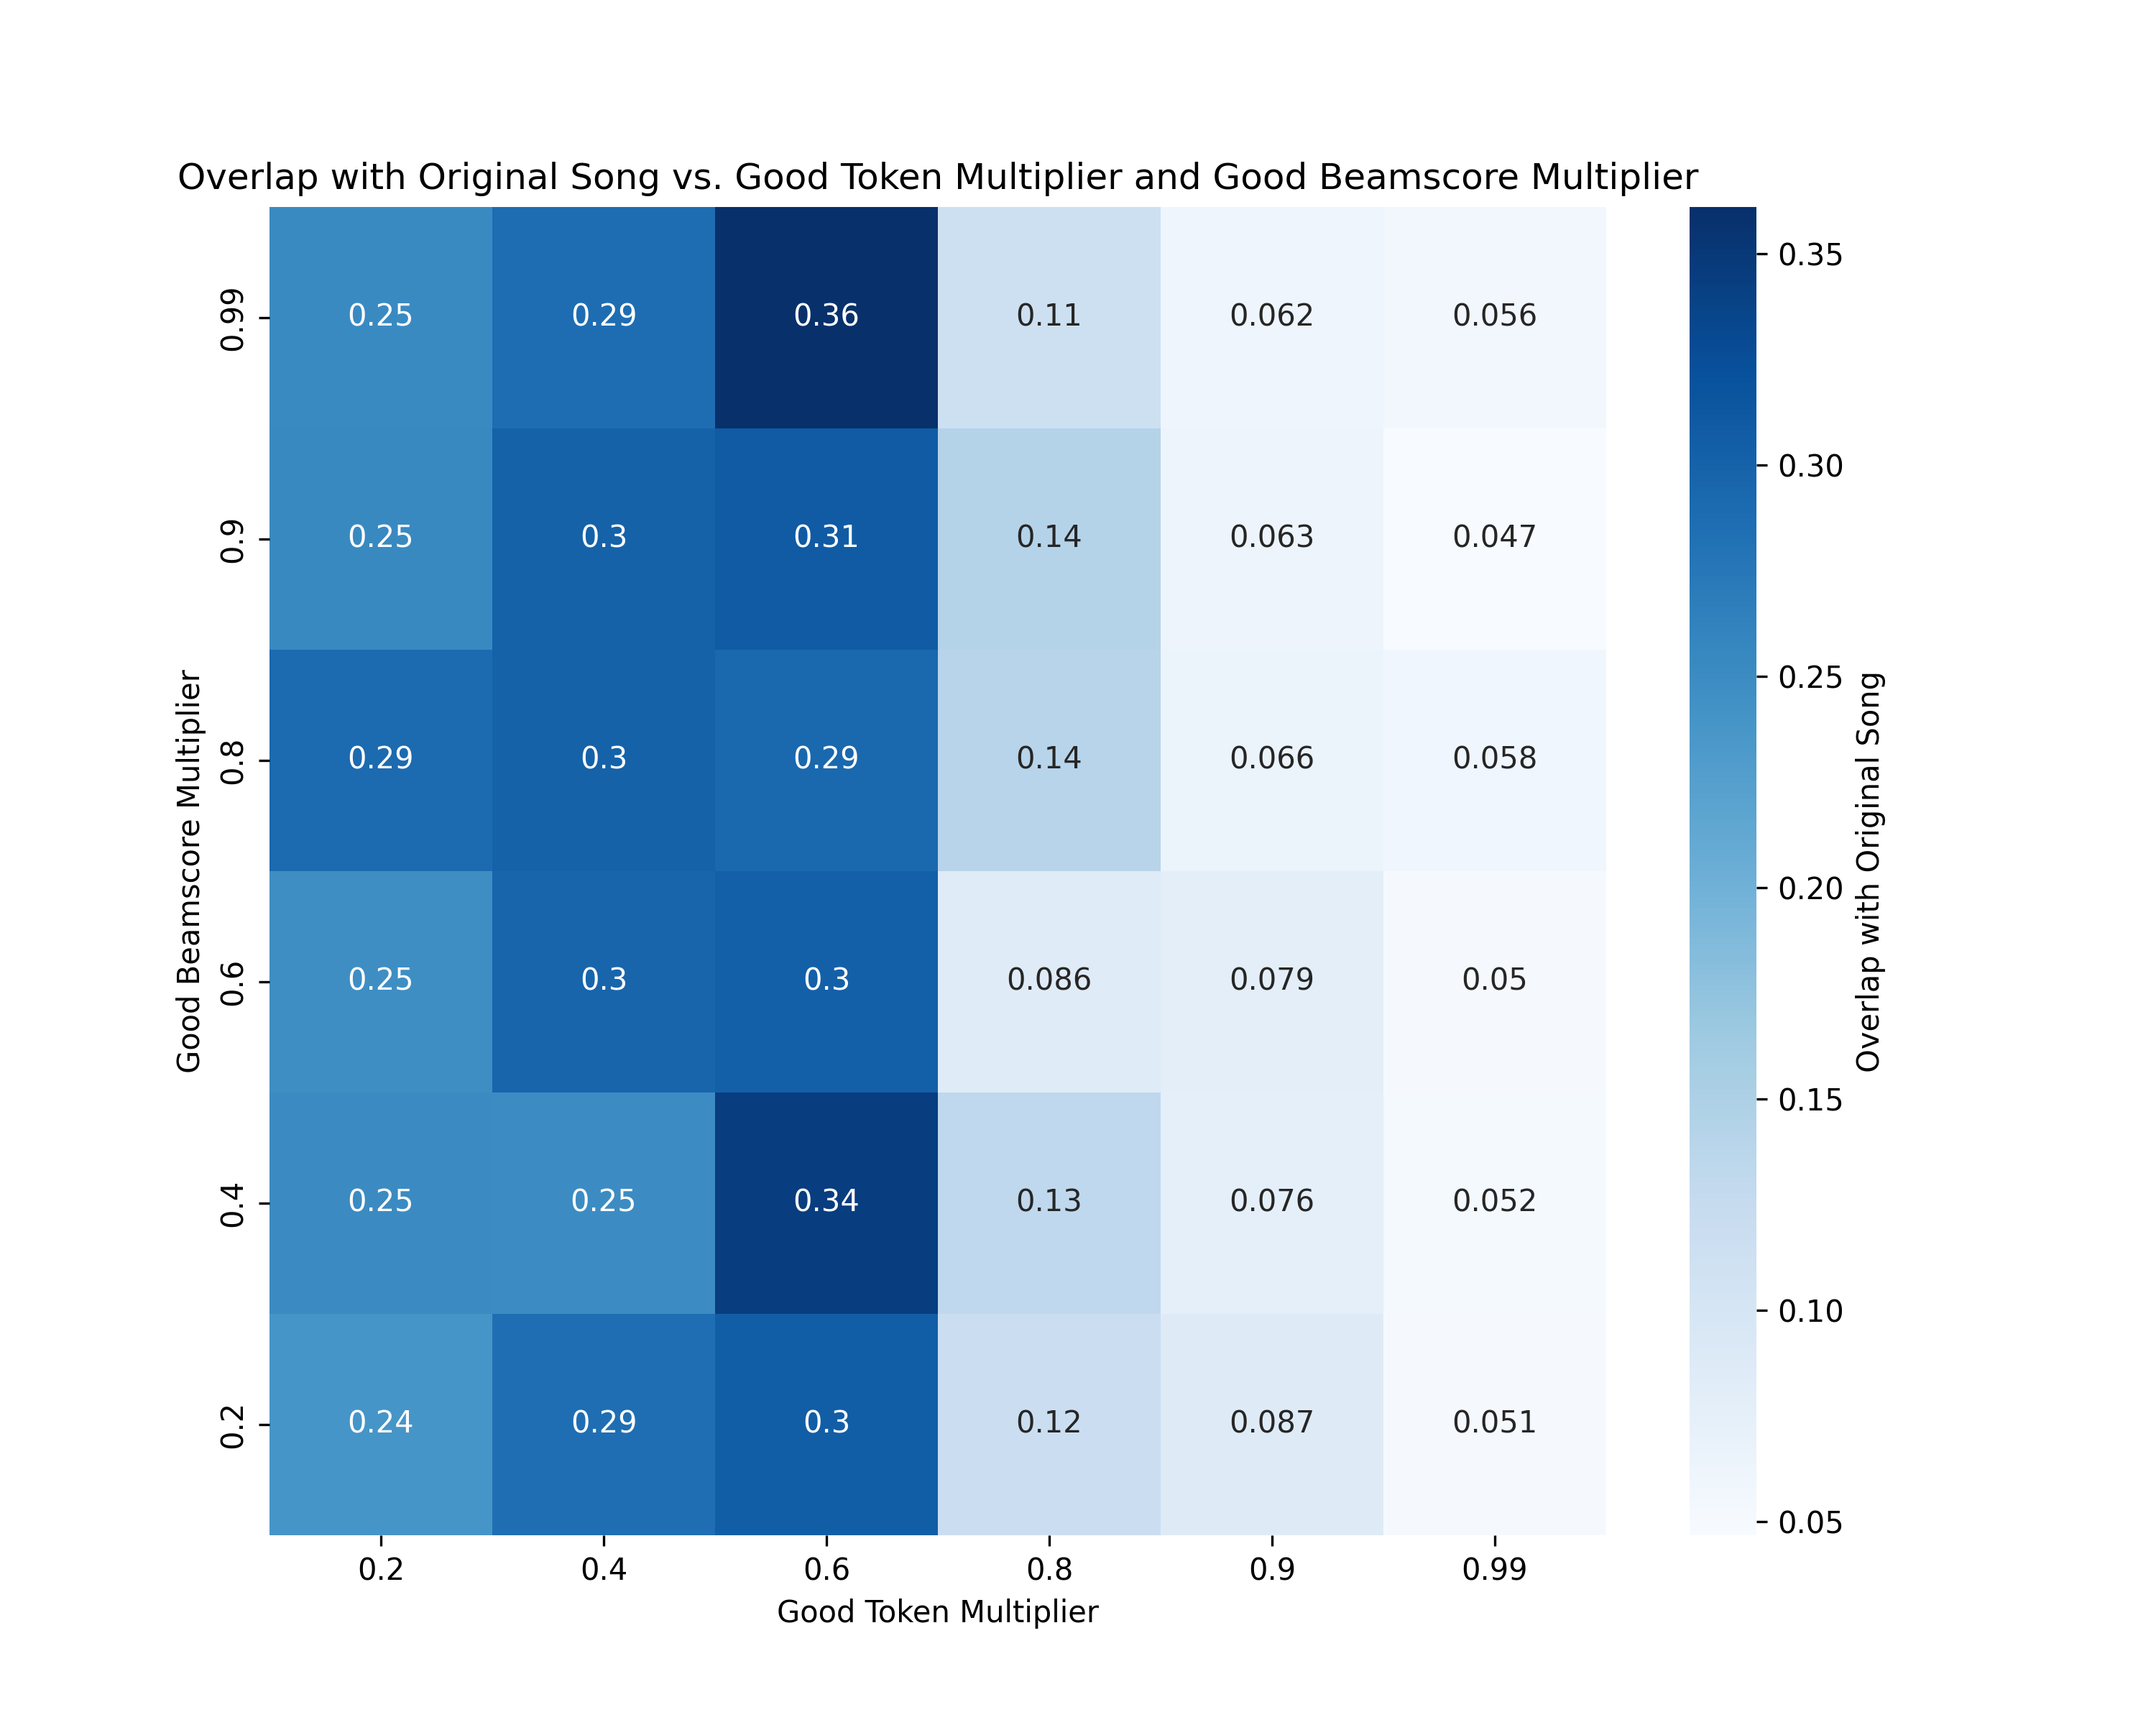 Overlap with Original Song vs. Good Token Multiplier and Good Beamscore Multiplier
Good Beamscore Multiplier
0.99 0.25 0.29 0.36 0.11 0.062 0.056
0.9 0.25 0.3 0.31 0.14 0.063 0.047
0.8 0.29 0.3 0.29 0.14 0.066 0.058
0.6 0.25 0.3 0.3 0.086 0.079 0.05
0.4 0.25 0.25 0.34 0.13 0.076 0.052
0.2 0.24 0.29 0.3 0.12 0.087 0.051
0.2 0.4 0.6 0.8 0.9 0.99
Good Token Multiplier
0.35
0.30
0.25
0.20
0.15
0.10
0.05
Overlap with Original Song